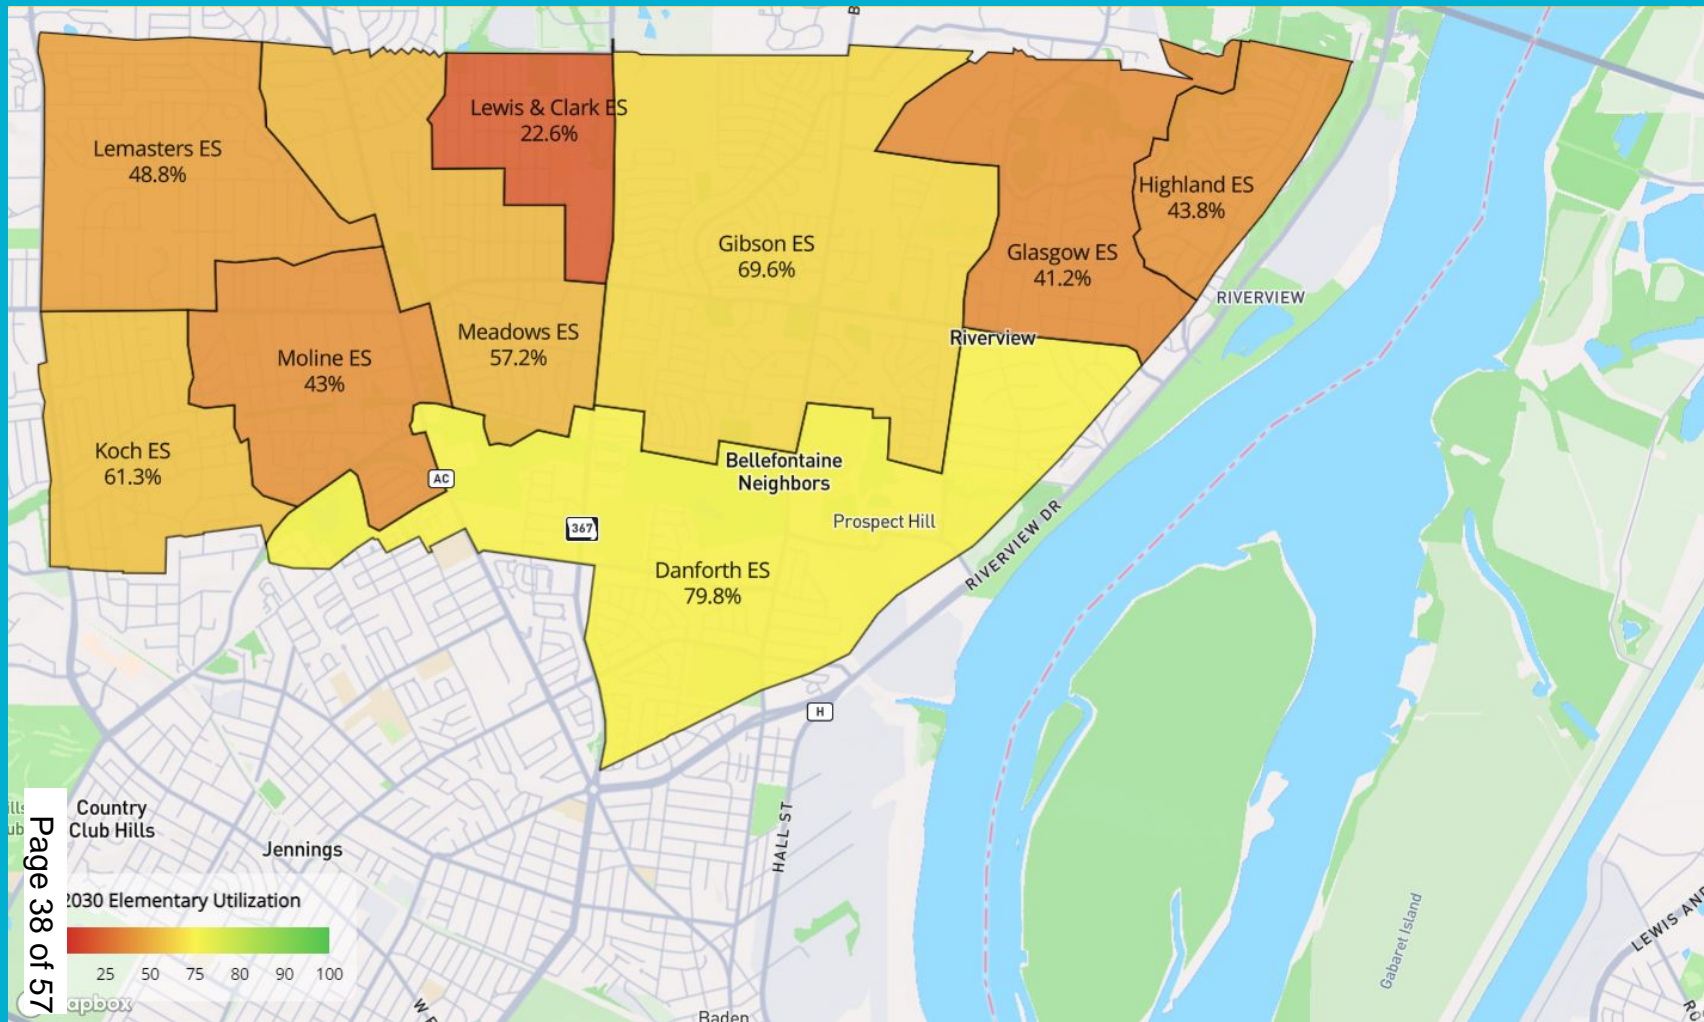 B
Lewis & Clark ES
22.6%
Lemasters ES
48.8%
Highland ES
43.8%
Gibson ES
69.6%
Glasgow ES
41.2%
RIVERVIEW
Meadows ES
57.2%
Riverview
Moline ES
43%
Koch ES
61.3%
Bellefontaine
Neighbors
AC
367
Prospect Hill
RIVERVIEW DR
Danforth ES
79.8%
H
HALL ST
Country
Club Hills
Jennings
2030 Elementary Utilization
25 50 75 80 90 100
Page 38 of 57
apbox
Baden
Gabaret Island
LEWIS AN